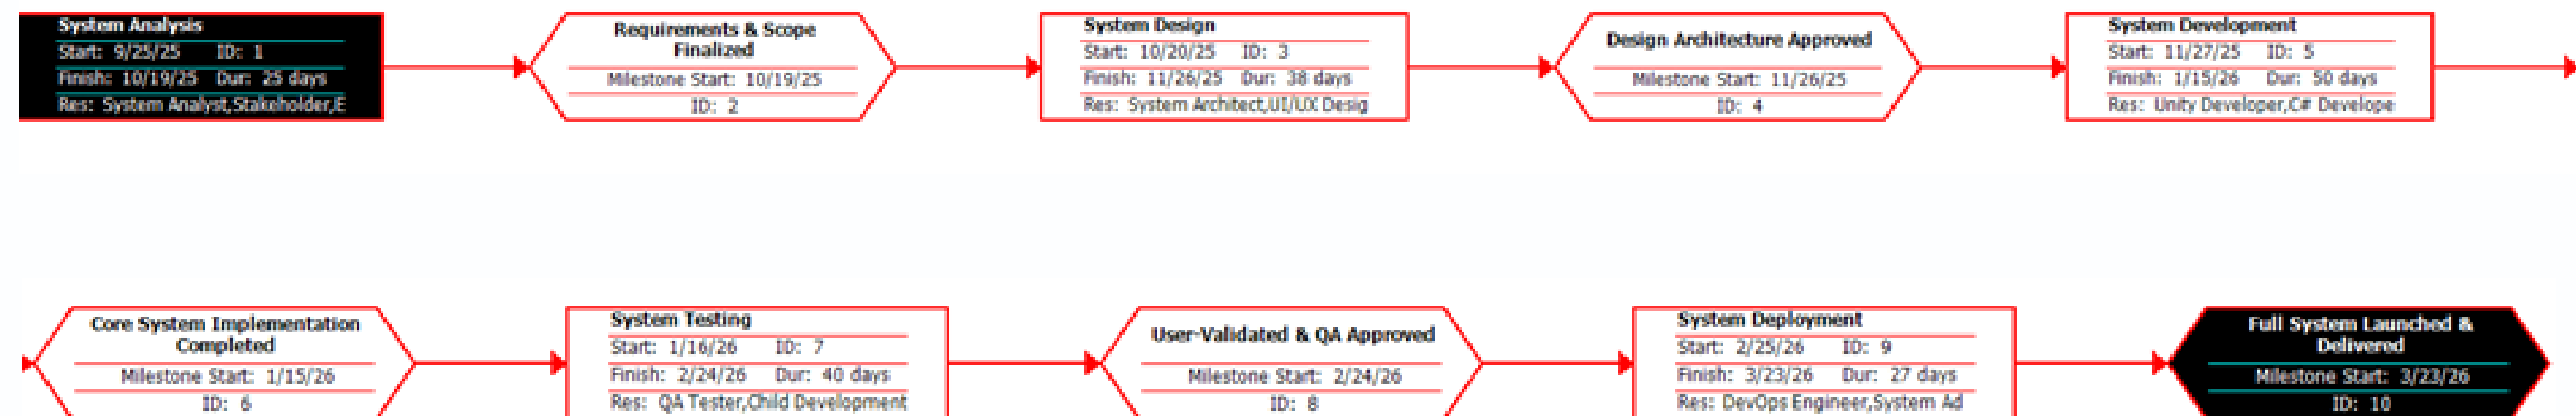 System Analysis
Start: 9/25/25 ID: 1
Finish: 10/19/25 Dur: 25 days
Res: System Analyst,Stakeholder,E
Requirements & Scope
Finalized
Milestone Start: 10/19/25
ID: 2
System Design
Start: 10/20/25 ID: 3
Finish: 11/26/25 Dur: 38 days
Res: System Architect,UI/UX Desig
Design Architecture Approved
Milestone Start: 11/26/25
ID: 4
System Development
Start: 11/27/25 ID: 5
Finish: 1/15/26 Dur: 50 days
Res: Unity Developer,C# Develope
Core System Implementation
Completed
Milestone Start: 1/15/26
ID: 6
System Testing
Start: 1/16/26 ID: 7
Finish: 2/24/26 Dur: 40 days
Res: QA Tester,Child Development
User-Validated & QA Approved
Milestone Start: 2/24/26
ID: 8
System Deployment
Start: 2/25/26 ID: 9
Finish: 3/23/26 Dur: 27 days
Res: DevOps Engineer,System Ad
Full System Launched &
Delivered
Milestone Start: 3/23/26
ID: 10